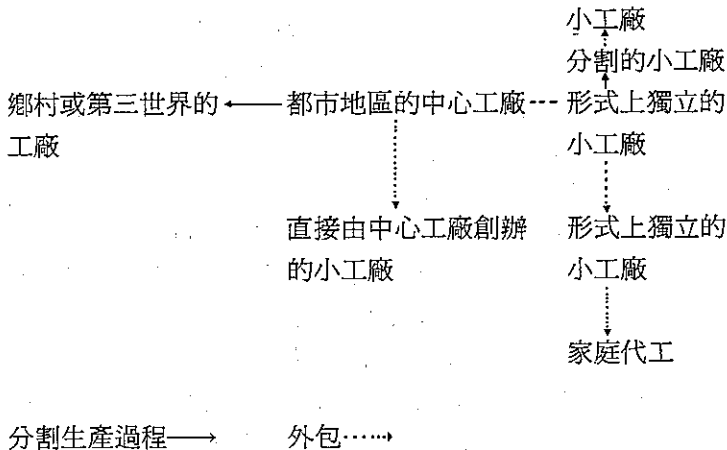 小工廠
分割的小工廠
鄉村或第三世界的 都市地區的中心工廠 形式上獨立的
工廠 小工廠
直接由中心工廠創辦 形式上獨立的
的小工廠 小工廠
家庭代工
分割生產過程 外包